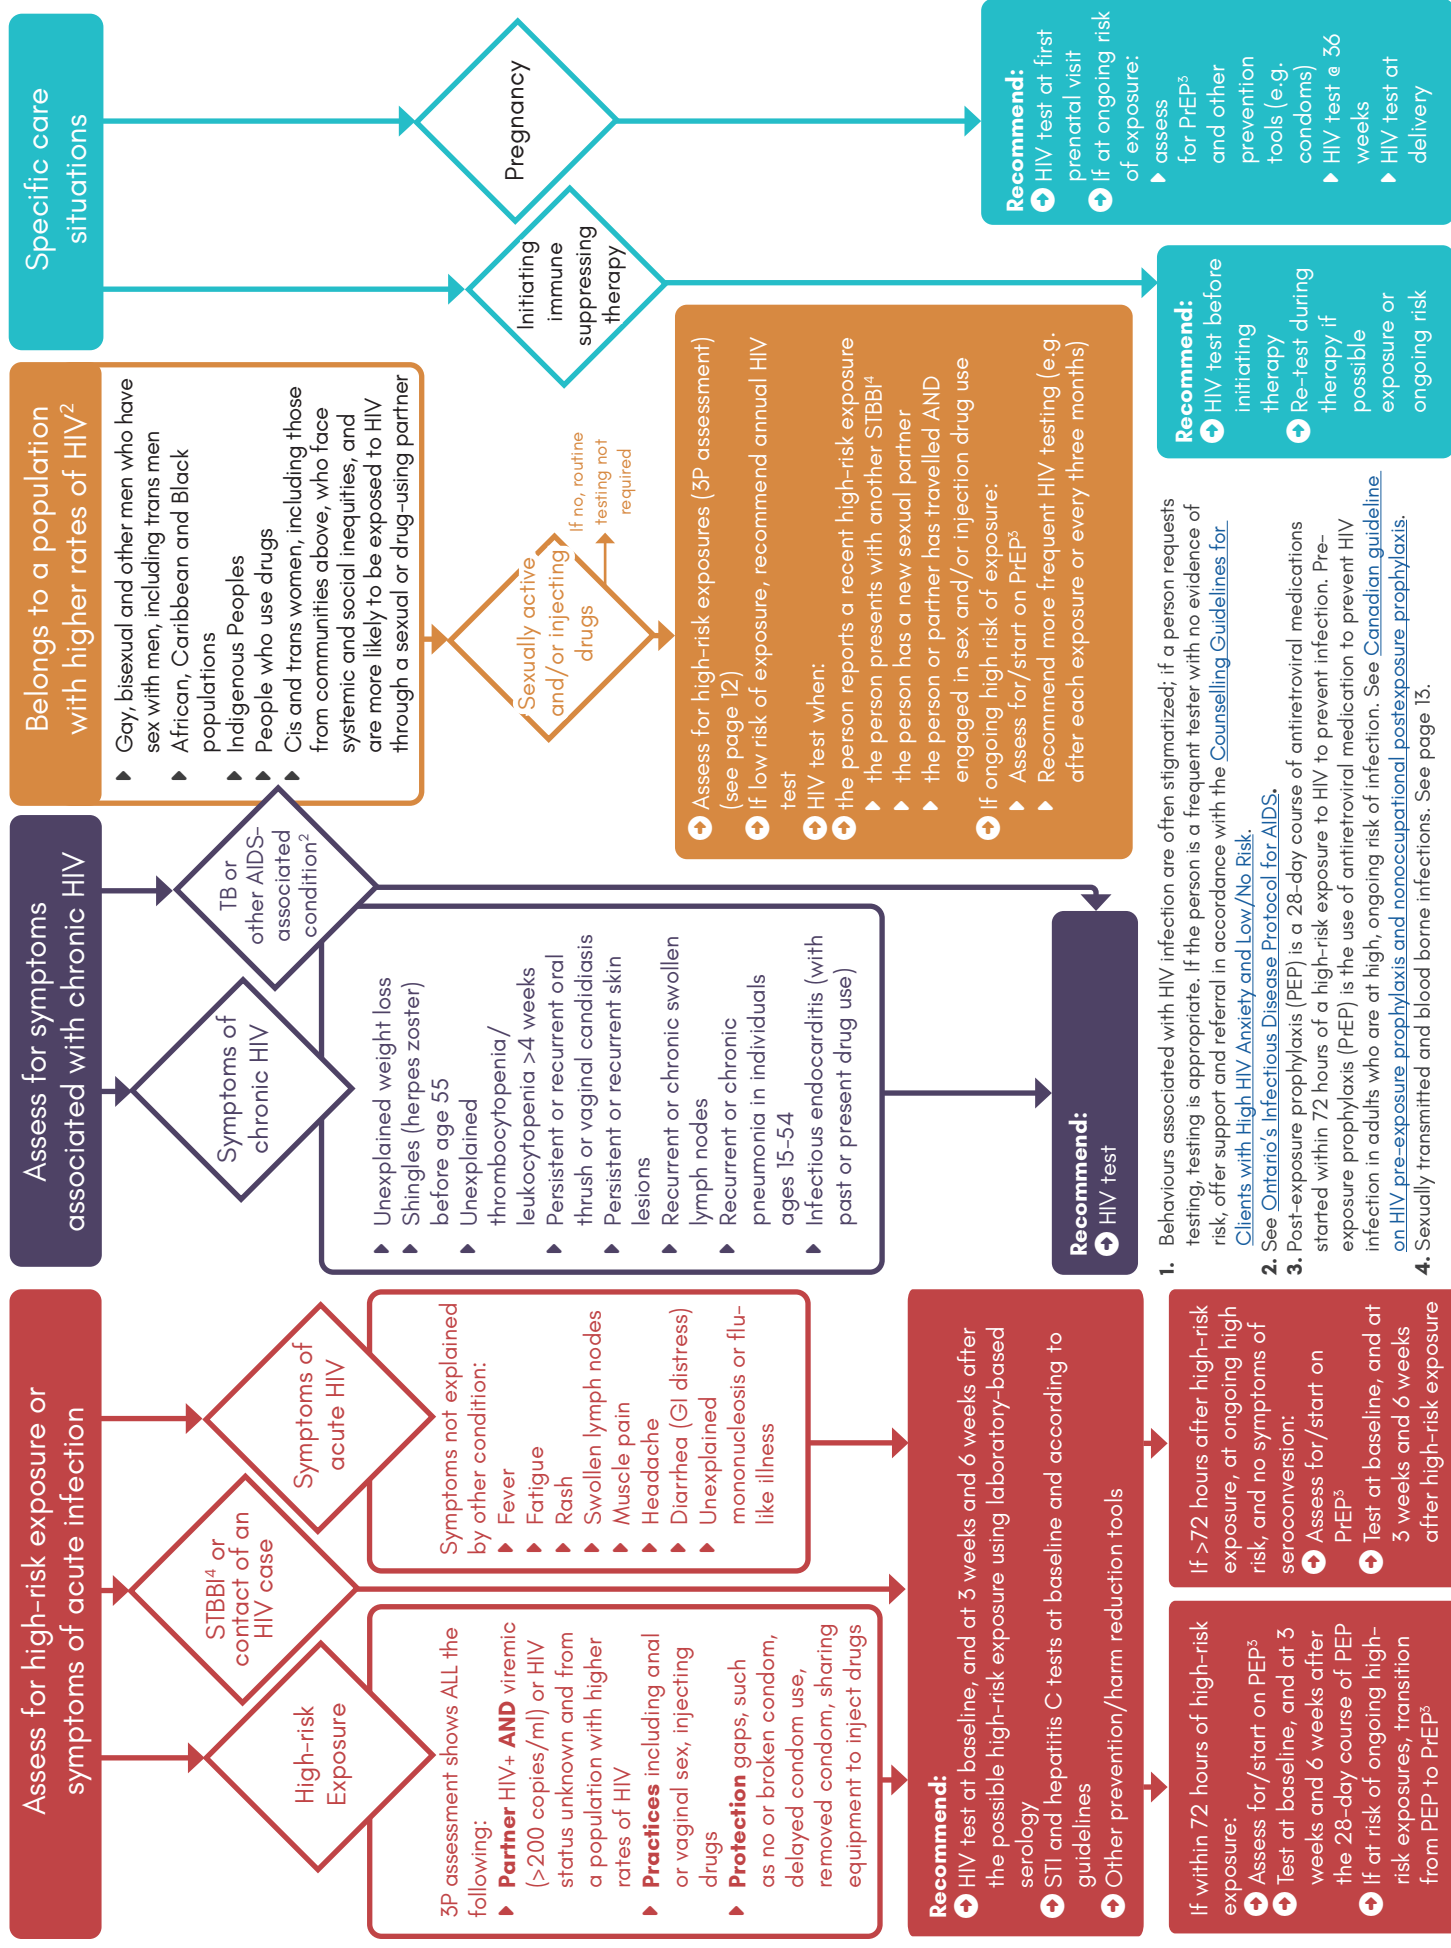 Assess for high-risk exposure or
symptoms of acute infection
High-risk
Exposure
STBBI⁴ or
contact of an
HIV case
Symptoms of
acute HIV
3P assessment shows ALL the
following:
Partner HIV+ AND viremic
(>200 copies/ml) or HIV
status unknown and from
a population with higher
rates of HIV
Practices including anal
or vaginal sex, injecting
drugs
Protection gaps, such
as no or broken condom,
delayed condom use,
removed condom, sharing
equipment to inject drugs
Symptoms not explained
by other condition:
Fever
Fatigue
Rash
Swollen lymph nodes
Muscle pain
Headache
Diarrhea (GI distress)
Unexplained
mononucleosis or flu-
like illness
Recommend:
HIV test at baseline, and at 3 weeks and 6 weeks after
the possible high-risk exposure using laboratory-based
serology
STI and hepatitis C tests at baseline and according to
guidelines
Other prevention/harm reduction tools
If within 72 hours of high-risk
exposure:
Assess for/start on PEP³
Test at baseline, and at 3
weeks and 6 weeks after
the 28-day course of PEP
If at risk of ongoing high-
risk exposures, transition
from PEP to PrEP³
If >72 hours after high-risk
exposure, at ongoing high
risk, and no symptoms of
seroconversion:
Assess for/start on
PrEP³
Test at baseline, and at
3 weeks and 6 weeks
after high-risk exposure
Assess for symptoms
associated with chronic HIV
Symptoms of
chronic HIV
TB or
other AIDS-
associated
condition²
Unexplained weight loss
Shingles (herpes zoster)
before age 55
Unexplained
thrombocytopenia/
leukocytopenia >4 weeks
Persistent or recurrent oral
thrush or vaginal candidiasis
Persistent or recurrent skin
lesions
Recurrent or chronic swollen
lymph nodes
Recurrent or chronic
pneumonia in individuals
ages 15-54
Infectious endocarditis (with
past or present drug use)
Recommend:
HIV test
Belongs to a population
with higher rates of HIV²
Gay, bisexual and other men who have
sex with men, including trans men
African, Caribbean and Black
populations
Indigenous Peoples
People who use drugs
Cis and trans women, including those
from communities above, who face
systemic and social inequities, and
are more likely to be exposed to HIV
through a sexual or drug-using partner
Sexually active
and/or injecting
drugs
If no, routine
testing not
required
Assess for high-risk exposures (3P assessment)
(see page 12)
If low risk of exposure, recommend annual HIV
test
HIV test when:
the person reports a recent high-risk exposure
the person presents with another STBBI⁴
the person has a new sexual partner
the person or partner has travelled AND
engaged in sex and/or injection drug use
If ongoing high risk of exposure:
Assess for/start on PrEP³
Recommend more frequent HIV testing (e.g.
after each exposure or every three months)
Specific care
situations
Initiating
immune
suppressing
therapy
Pregnancy
Recommend:
HIV test before
initiating
therapy
Re-test during
therapy if
possible
exposure or
ongoing risk
Recommend:
HIV test at first
prenatal visit
If at ongoing risk
of exposure:
assess
for PrEP³
and other
prevention
tools (e.g.
condoms)
HIV test @ 36
weeks
HIV test at
delivery
1. Behaviours associated with HIV infection are often stigmatized; if a person requests
testing, testing is appropriate. If the person is a frequent tester with no evidence of
risk, offer support and referral in accordance with the Counselling Guidelines for
Clients with High HIV Anxiety and Low/No Risk.
2. See Ontario's Infectious Disease Protocol for AIDS.
3. Post-exposure prophylaxis (PEP) is a 28-day course of antiretroviral medications
started within 72 hours of a high-risk exposure to HIV to prevent infection. Pre-
exposure prophylaxis (PrEP) is the use of antiretroviral medication to prevent HIV
infection in adults who are at high, ongoing risk of infection. See Canadian guideline
on HIV pre-exposure prophylaxis and nonoccupational postexposure prophylaxis.
4. Sexually transmitted and blood borne infections. See page 13.